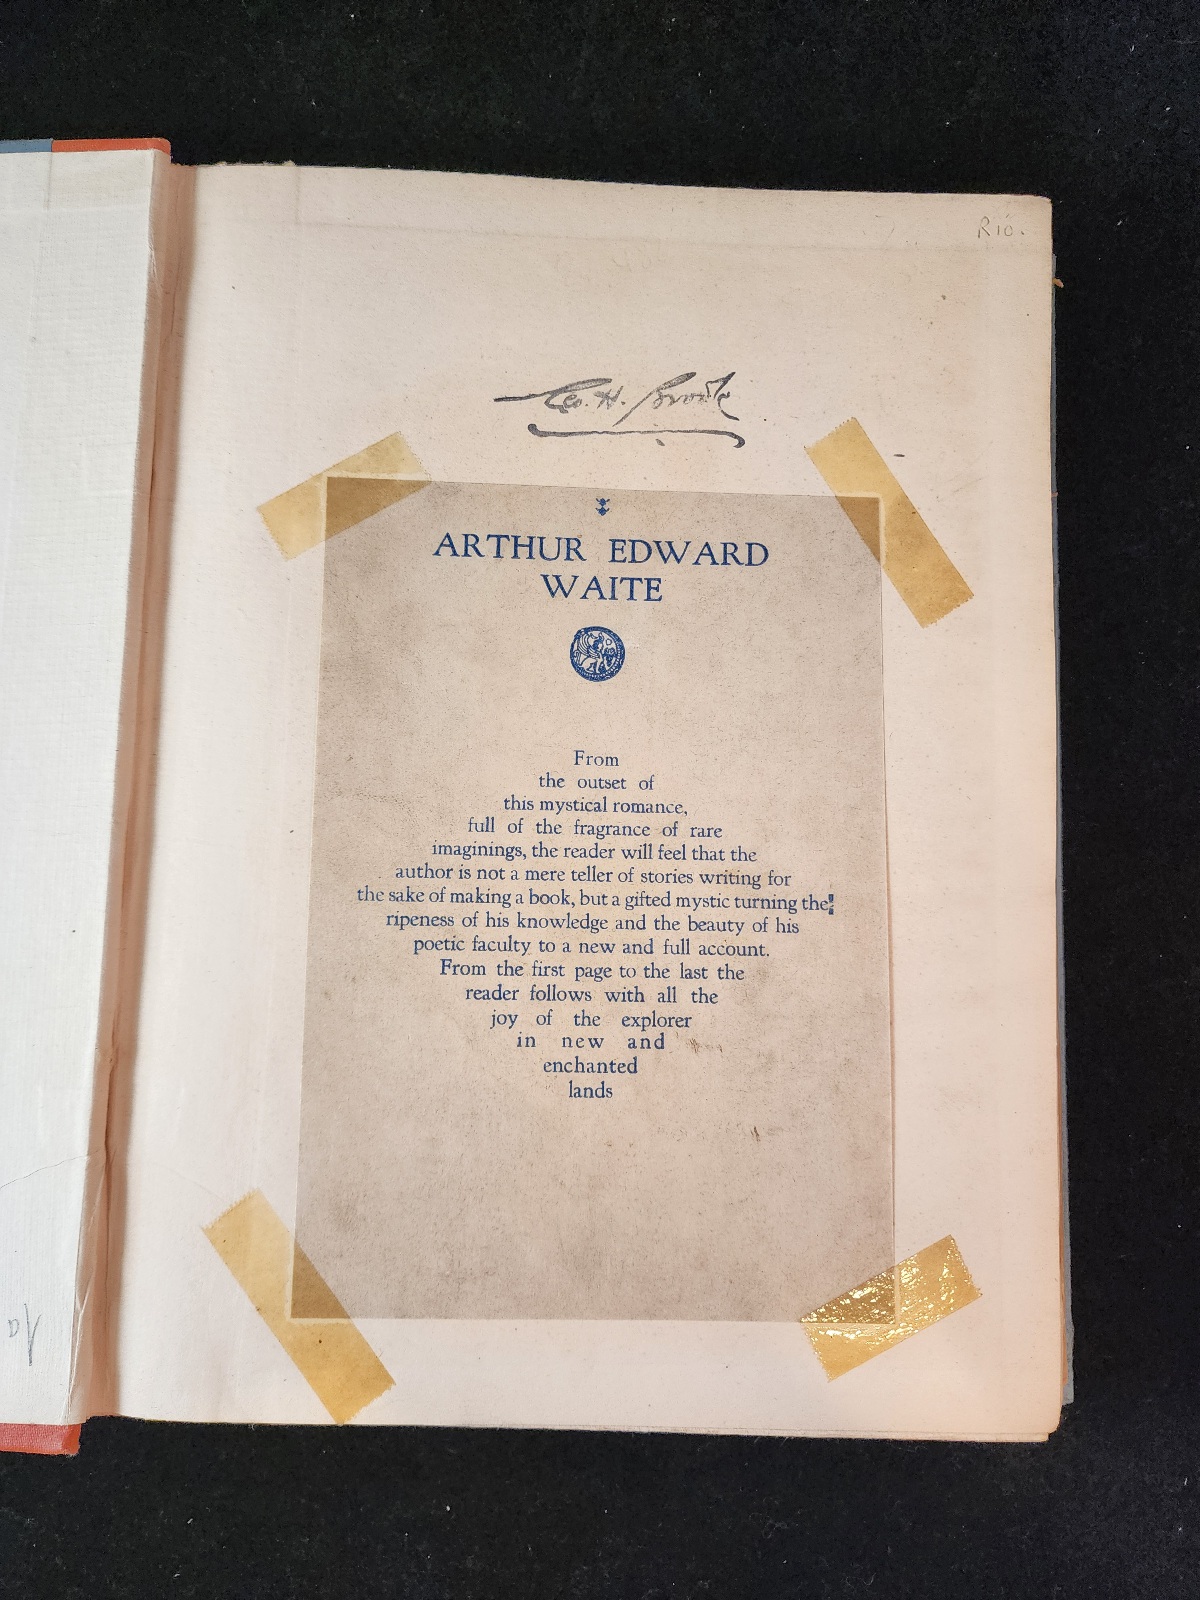 R10.
Geo. H. Brook
ARTHUR EDWARD
WAITE
From
the outset of
this mystical romance,
full of the fragrance of rare
imaginings, the reader will feel that the
author is not a mere teller of stories writing for
the sake of making a book, but a gifted mystic turning the
ripeness of his knowledge and the beauty of his
poetic faculty to a new and full account.
From the first page to the last the
reader follows with all the
joy of the explorer
in new and
enchanted
lands